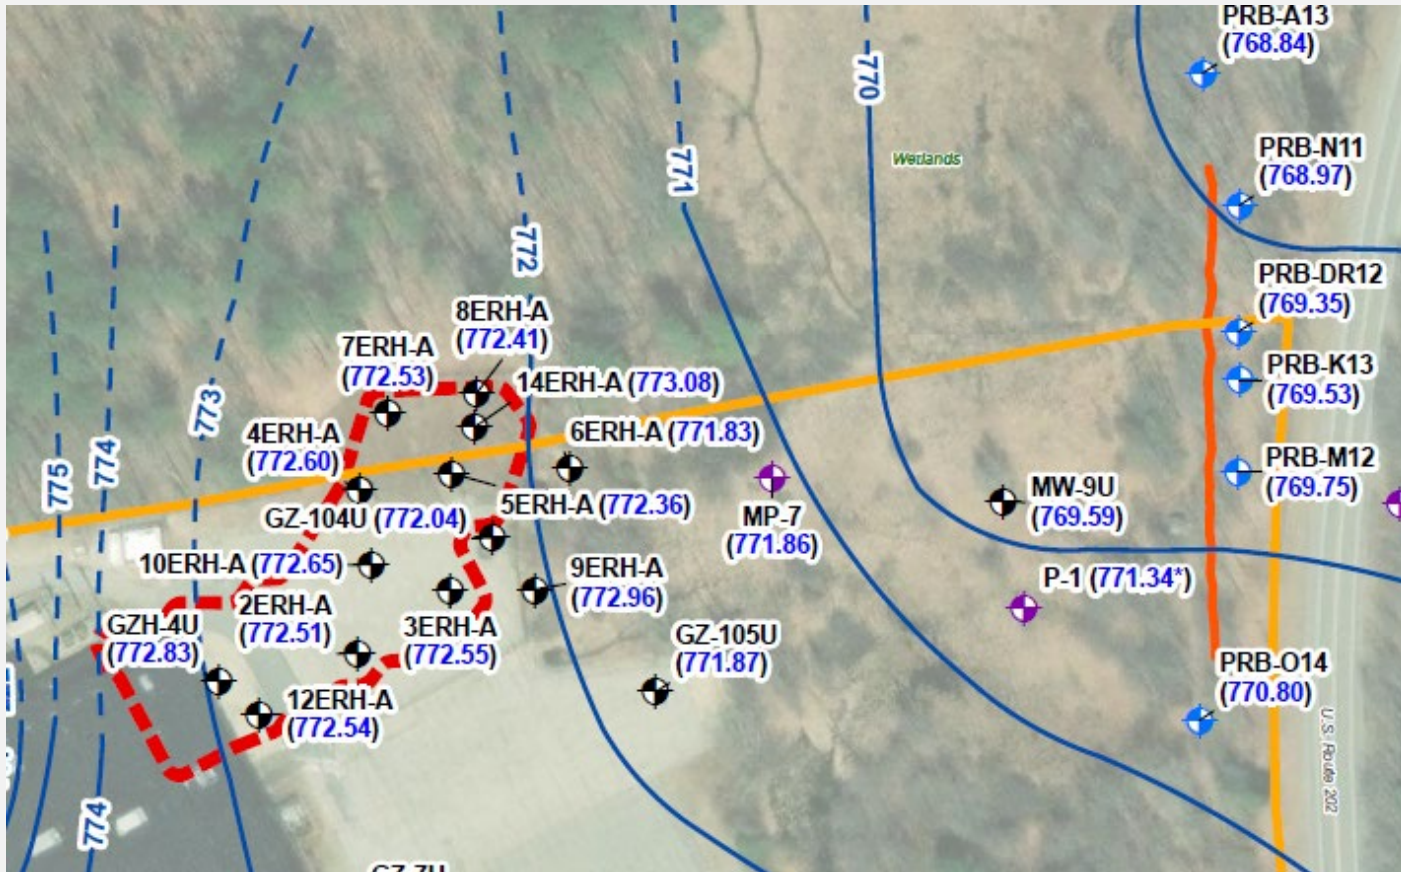 PRB-A13
(768.84)
770
Wetlands
PRB-N11
(768.97)
771
772
PRB-DR12
(769.35)
8ERH-A
(772.41)
7ERH-A
(772.53)
14ERH-A (773.08)
PRB-K13
(769.53)
773
4ERH-A
(772.60)
6ERH-A (771.83)
774
775
PRB-M12
(769.75)
5ERH-A (772.36)
GZ-104U (772.04)
MP-7
(771.86)
MW-9U
(769.59)
10ERH-A (772.65)
9ERH-A
(772.96)
P-1 (771.34*)
2ERH-A
(772.51)
GZH-4U
(772.83)
3ERH-A
(772.55)
GZ-105U
(771.87)
PRB-O14
(770.80)
12ERH-A
(772.54)
U.S. Route 202
774
GZ-7U